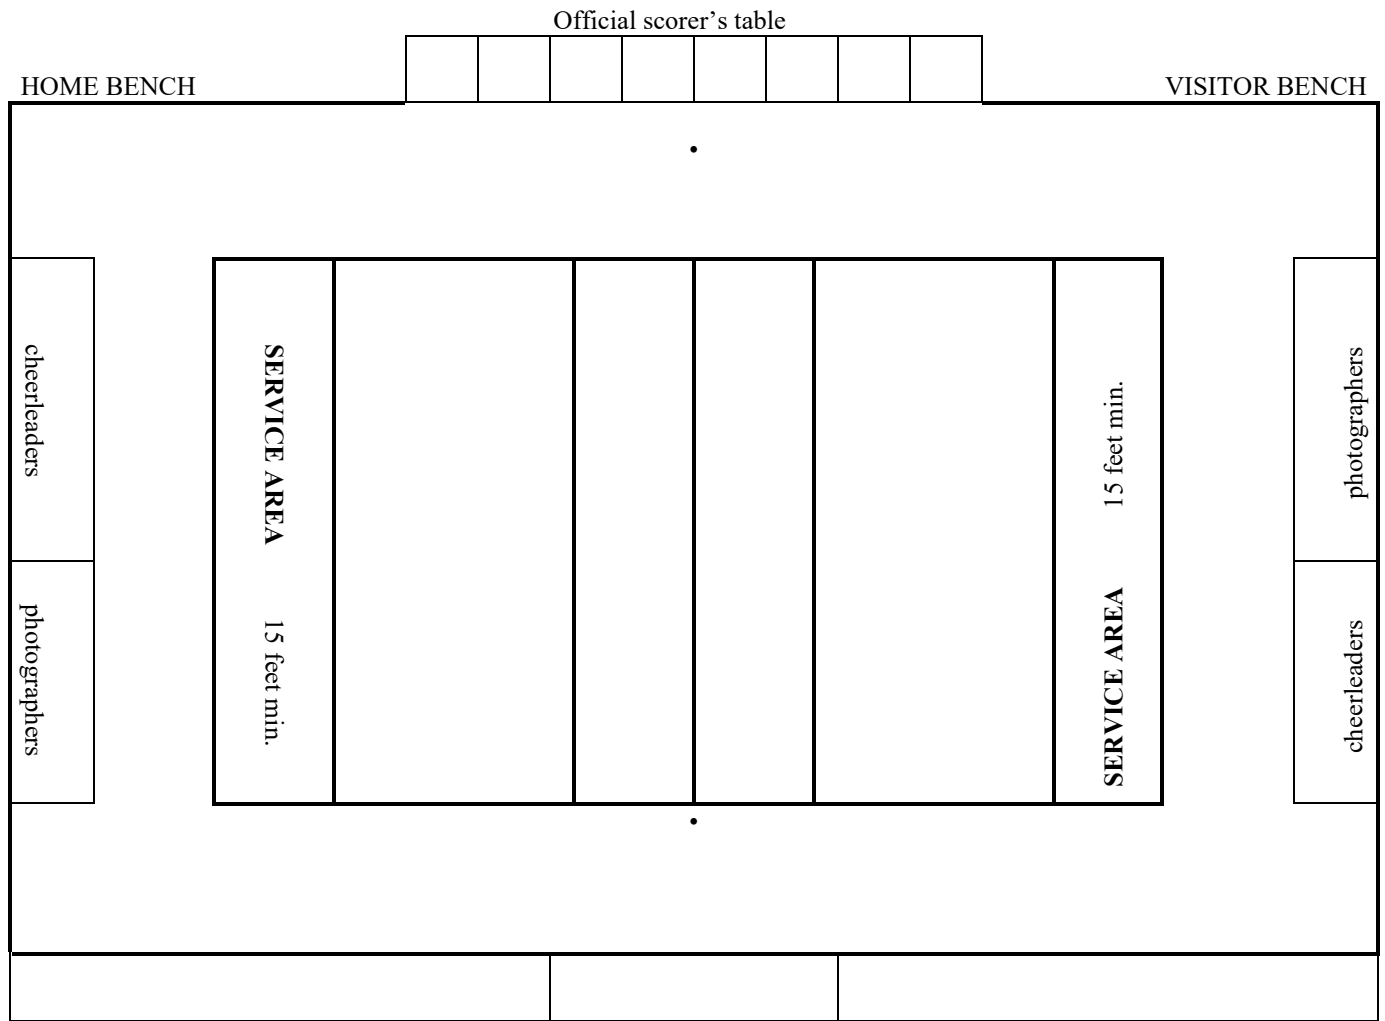 Official scorer’s table
HOME BENCH
VISITOR BENCH
cheerleaders
photographers
SERVICE AREA 15 feet min.
SERVICE AREA 15 feet min.
photographers
cheerleaders